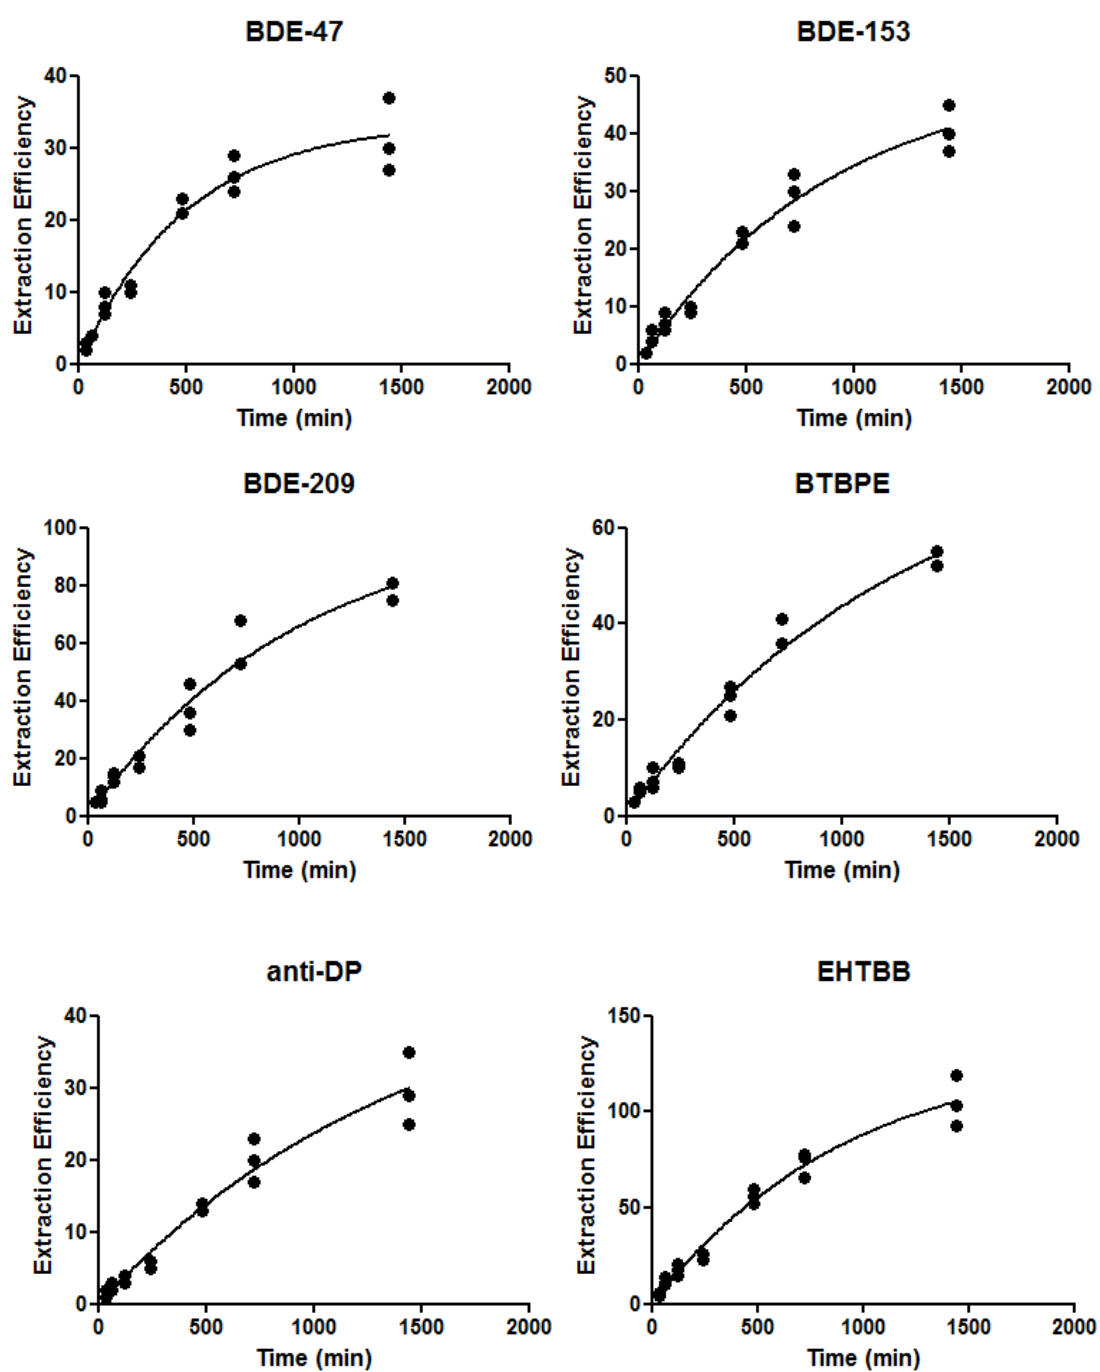 BDE-47
Extraction Efficiency
40
30
20
10
0
0 500 1000 1500 2000
Time (min)
BDE-153
Extraction Efficiency
50
40
30
20
10
0
0 500 1000 1500 2000
Time (min)
BDE-209
Extraction Efficiency
100
80
60
40
20
0
0 500 1000 1500 2000
Time (min)
BTBPE
Extraction Efficiency
60
40
20
0
0 500 1000 1500 2000
Time (min)
anti-DP
Extraction Efficiency
40
30
20
10
0
0 500 1000 1500 2000
Time (min)
EHTBB
Extraction Efficiency
150
100
50
0
0 500 1000 1500 2000
Time (min)